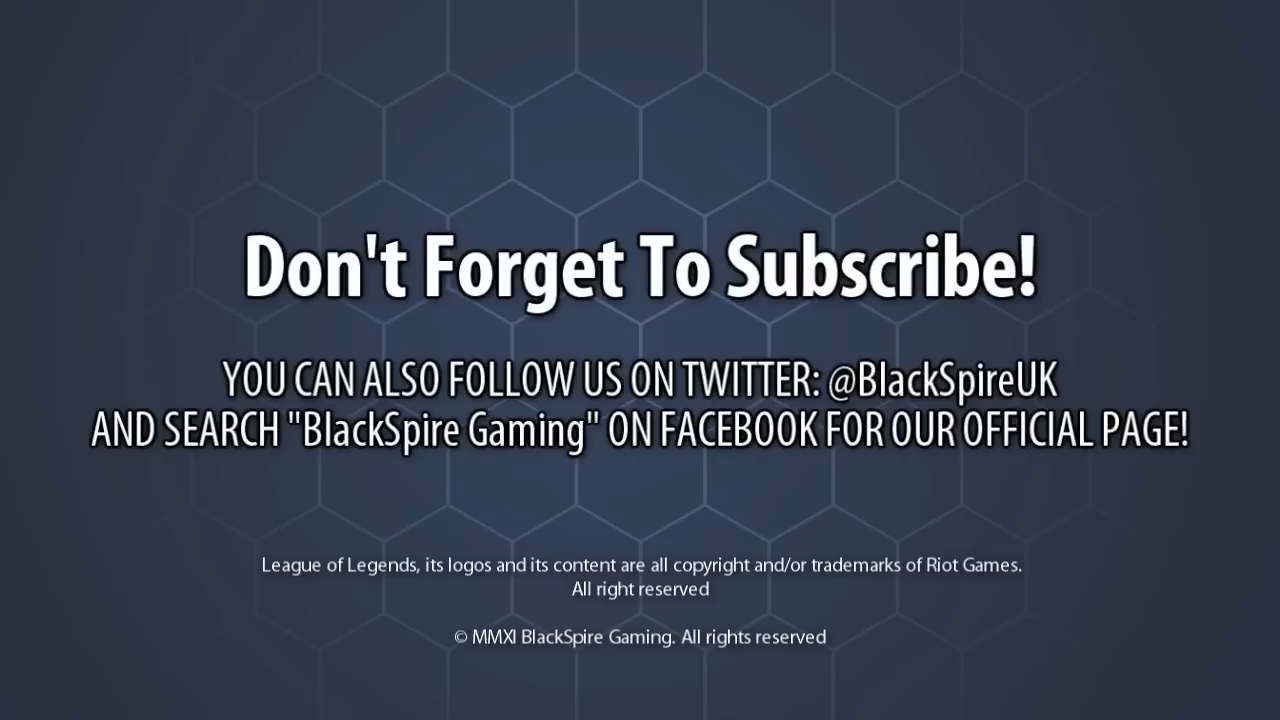 Don't Forget To Subscribe!
YOU CAN ALSO FOLLOW US ON TWITTER: @BlackSpireUK
AND SEARCH "BlackSpire Gaming" ON FACEBOOK FOR OUR OFFICIAL PAGE!
League of Legends, its logos and its content are all copyright and/or trademarks of Riot Games.
All right reserved
© MMXI BlackSpire Gaming. All rights reserved